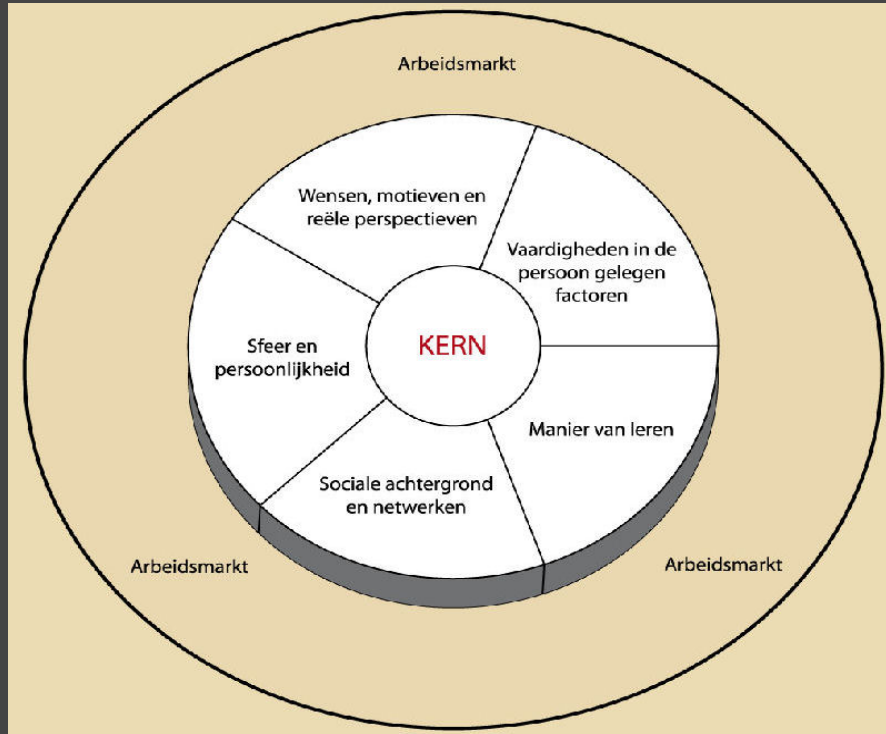 Arbeidsmarkt
Wensen, motieven en
reële perspectieven
Vaardigheden in de
persoon gelegen
factoren
Sfeer en
persoonlijkheid
KERN
Manier van leren
Sociale achtergrond
en netwerken
Arbeidsmarkt
Arbeidsmarkt